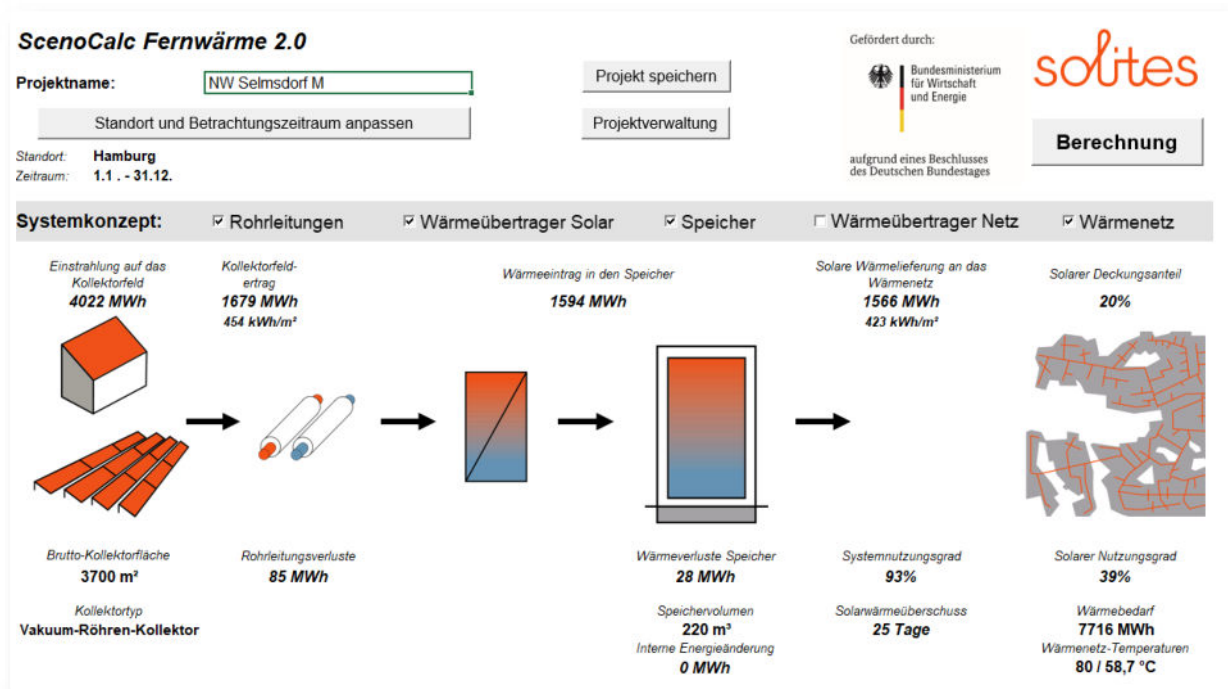 ScenoCalc Fernwärme 2.0
Projektname:
NW Selmsdorf M
Projekt speichern
Standort und Betrachtungszeitraum anpassen
Projektverwaltung
Standort: Hamburg
Zeitraum: 1.1 . - 31.12.
Gefördert durch:
Bundesministerium
für Wirtschaft
und Energie
aufgrund eines Beschlusses
des Deutschen Bundestages
solites
Berechnung
Systemkonzept:
Rohrleitungen
Wärmeübertrager Solar
Speicher
Wärmeübertrager Netz
Wärmenetz
Einstrahlung auf das
Kollektorfeld
4022 MWh
Kollektorfeld-
ertrag
1679 MWh
454 kWh/m²
Wärmeeintrag in den Speicher
1594 MWh
Solare Wärmelieferung an das
Wärmenetz
1566 MWh
423 kWh/m²
Solarer Deckungsanteil
20%
Brutto-Kollektorfläche
3700 m²
Kollektortyp
Vakuum-Röhren-Kollektor
Rohrleitungsverluste
85 MWh
Wärmeverluste Speicher
28 MWh
Speichervolumen
220 m³
Interne Energieänderung
0 MWh
Systemnutzungsgrad
93%
Solarwärmeüberschuss
25 Tage
Solarer Nutzungsgrad
39%
Wärmebedarf
7716 MWh
Wärmenetz-Temperaturen
80 / 58,7 °C